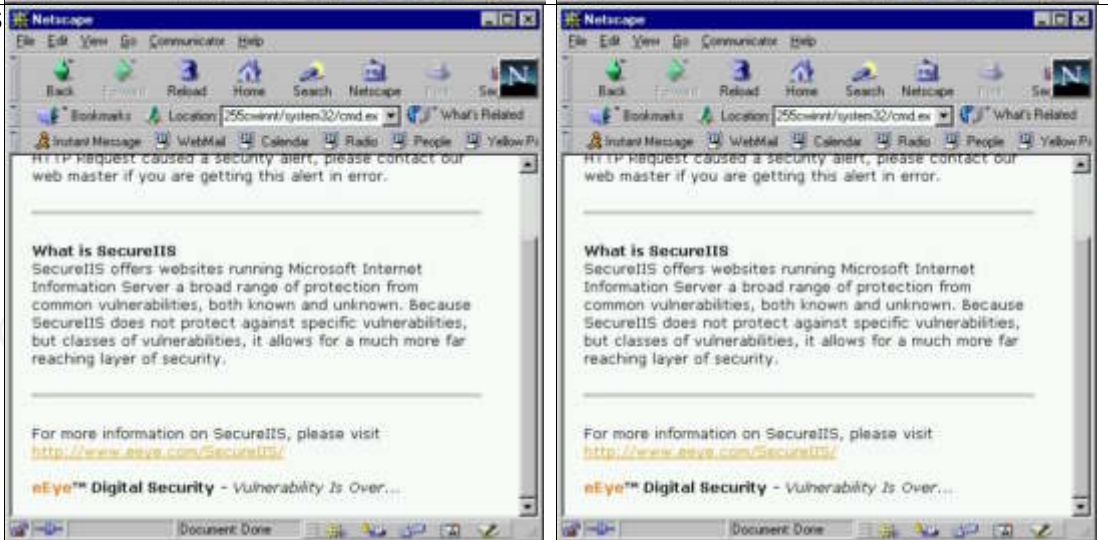 Netscape
File Edit View Go Communicator Help
Back Forward Reload Home Search Netscape Print
Bookmarks Location: 255cwinnt/system32/cmd.ex What's Related
Instant Message WebMail Calendar Radio People Yellow
HTTP Request caused a security alert, please contact our
web master if you are getting this alert in error.
What is SecureIIS
SecureIIS offers websites running Microsoft Internet
Information Server a broad range of protection from
common vulnerabilities, both known and unknown. Because
SecureIIS does not protect against specific vulnerabilities,
but classes of vulnerabilities, it allows for a much more far
reaching layer of security.
For more information on SecureIIS, please visit
http://www.eeye.com/SecureIIS/
eEye™ Digital Security - Vulnerability Is Over...
Document: Done
Netscape
File Edit View Go Communicator Help
Back Forward Reload Home Search Netscape Print
Bookmarks Location: 255cwinnt/system32/cmd.ex What's Related
Instant Message WebMail Calendar Radio People Yellow
HTTP Request caused a security alert, please contact our
web master if you are getting this alert in error.
What is SecureIIS
SecureIIS offers websites running Microsoft Internet
Information Server a broad range of protection from
common vulnerabilities, both known and unknown. Because
SecureIIS does not protect against specific vulnerabilities,
but classes of vulnerabilities, it allows for a much more far
reaching layer of security.
For more information on SecureIIS, please visit
http://www.eeye.com/SecureIIS/
eEye™ Digital Security - Vulnerability Is Over...
Document: Done